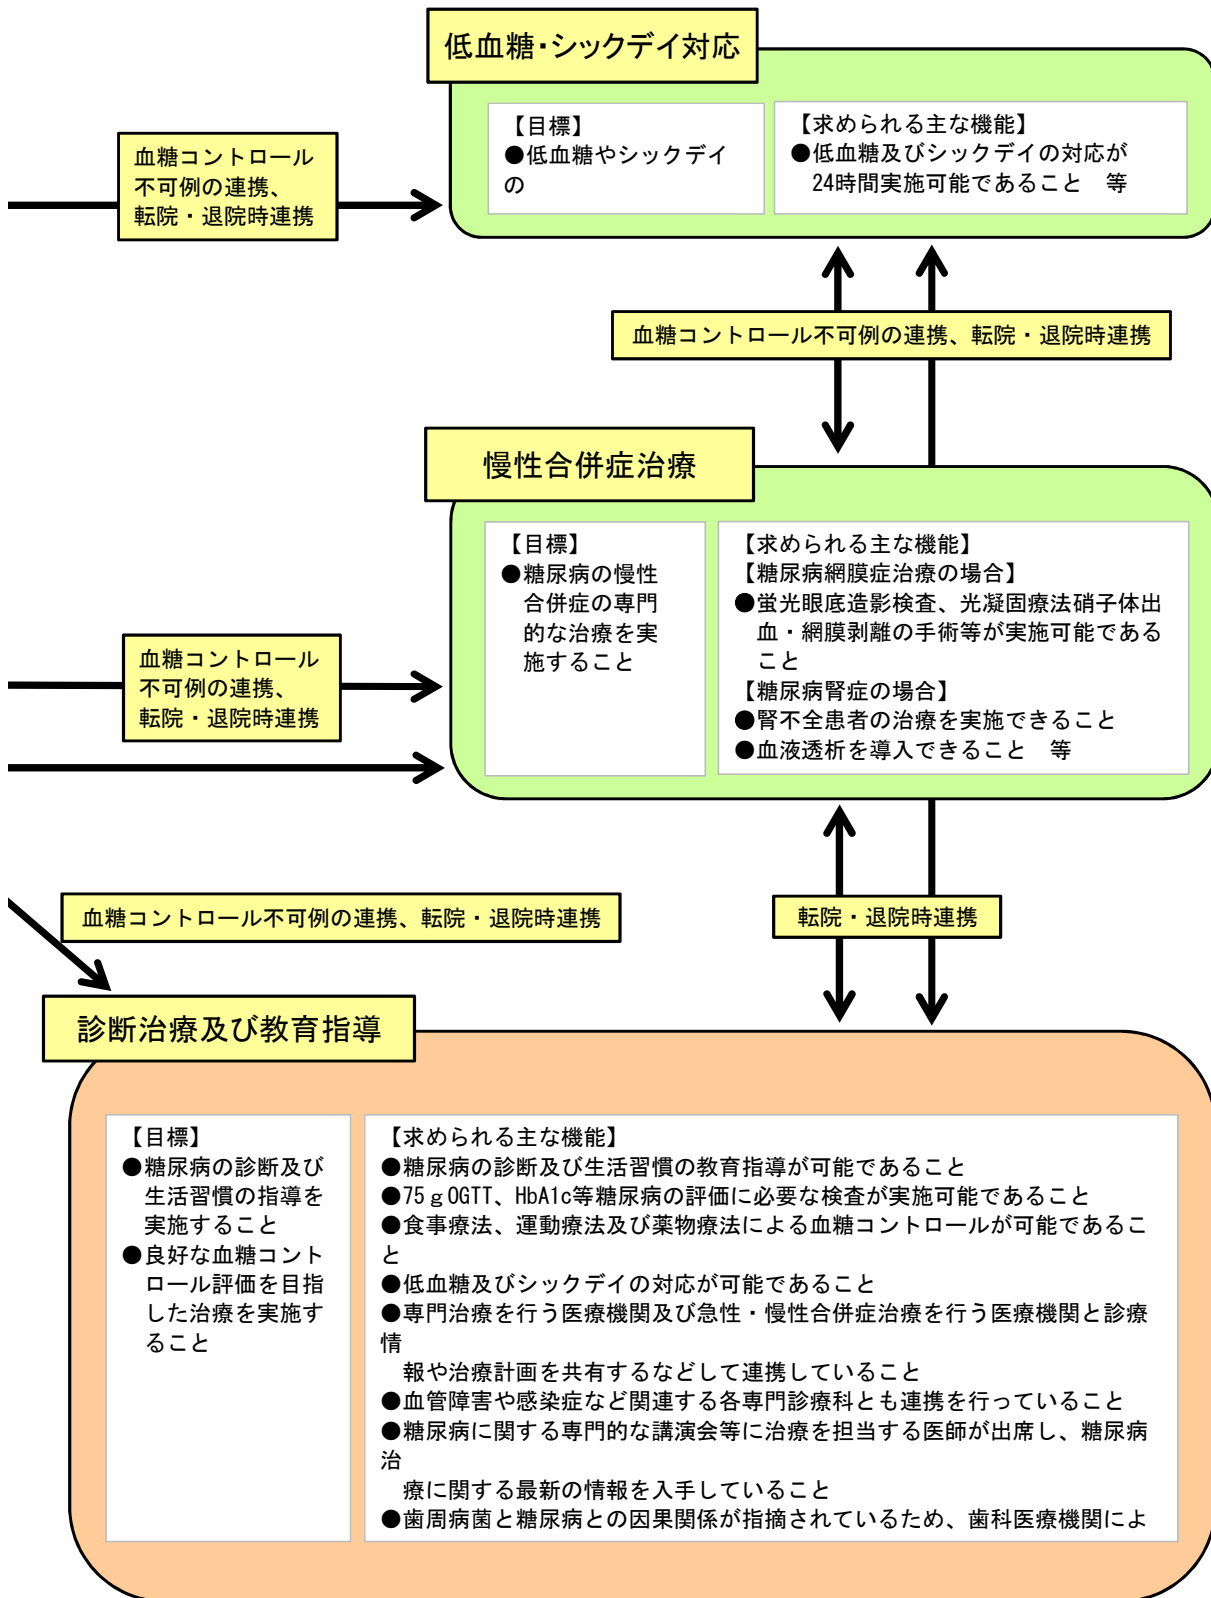 低血糖・シックデイ対応
【目標】
●低血糖やシックデイ
の
【求められる主な機能】
●低血糖及びシックデイの対応が
24時間実施可能であること　等
血糖コントロール
不可例の連携、
転院・退院時連携
血糖コントロール不可例の連携、転院・退院時連携
慢性合併症治療
【目標】
●糖尿病の慢性
合併症の専門
的な治療を実
施すること
【求められる主な機能】
【糖尿病網膜症治療の場合】
●蛍光眼底造影検査、光凝固療法硝子体出
血・網膜剥離の手術等が実施可能である
こと
【糖尿病腎症の場合】
●腎不全患者の治療を実施できること
●血液透析を導入できること　等
血糖コントロール
不可例の連携、
転院・退院時連携
血糖コントロール不可例の連携、転院・退院時連携
転院・退院時連携
診断治療及び教育指導
【目標】
●糖尿病の診断及び
生活習慣の指導を
実施すること
●良好な血糖コント
ロール評価を目指
した治療を実施す
ること
【求められる主な機能】
●糖尿病の診断及び生活習慣の教育指導が可能であること
●75ｇOGTT、HbA1c等糖尿病の評価に必要な検査が実施可能であること
●食事療法、運動療法及び薬物療法による血糖コントロールが可能であるこ
と
●低血糖及びシックデイの対応が可能であること
●専門治療を行う医療機関及び急性・慢性合併症治療を行う医療機関と診療
情
報や治療計画を共有するなどして連携していること
●血管障害や感染症など関連する各専門診療科とも連携を行っていること
●糖尿病に関する専門的な講演会等に治療を担当する医師が出席し、糖尿病
治
療に関する最新の情報を入手していること
●歯周病菌と糖尿病との因果関係が指摘されているため、歯科医療機関によ